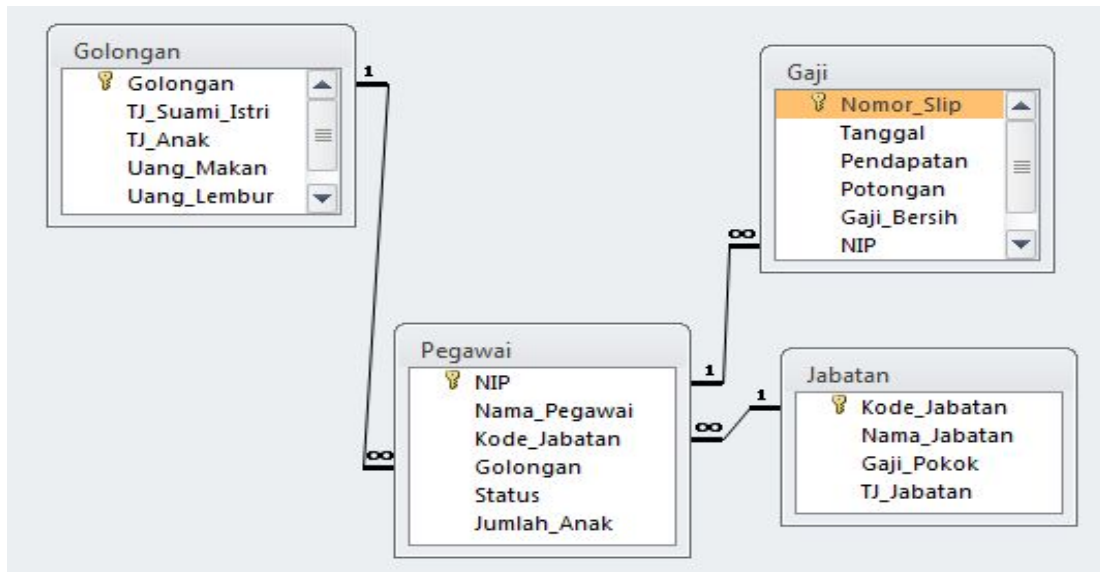 Golongan
Golongan
TJ_Suami_Istri
TJ_Anak
Uang_Makan
Uang_Lembur
1
∞
Gaji
Nomor_Slip
Tanggal
Pendapatan
Potongan
Gaji_Bersih
NIP
∞
1
Pegawai
NIP
Nama_Pegawai
Kode_Jabatan
Golongan
Status
Jumlah_Anak
∞
1
Jabatan
Kode_Jabatan
Nama_Jabatan
Gaji_Pokok
TJ_Jabatan